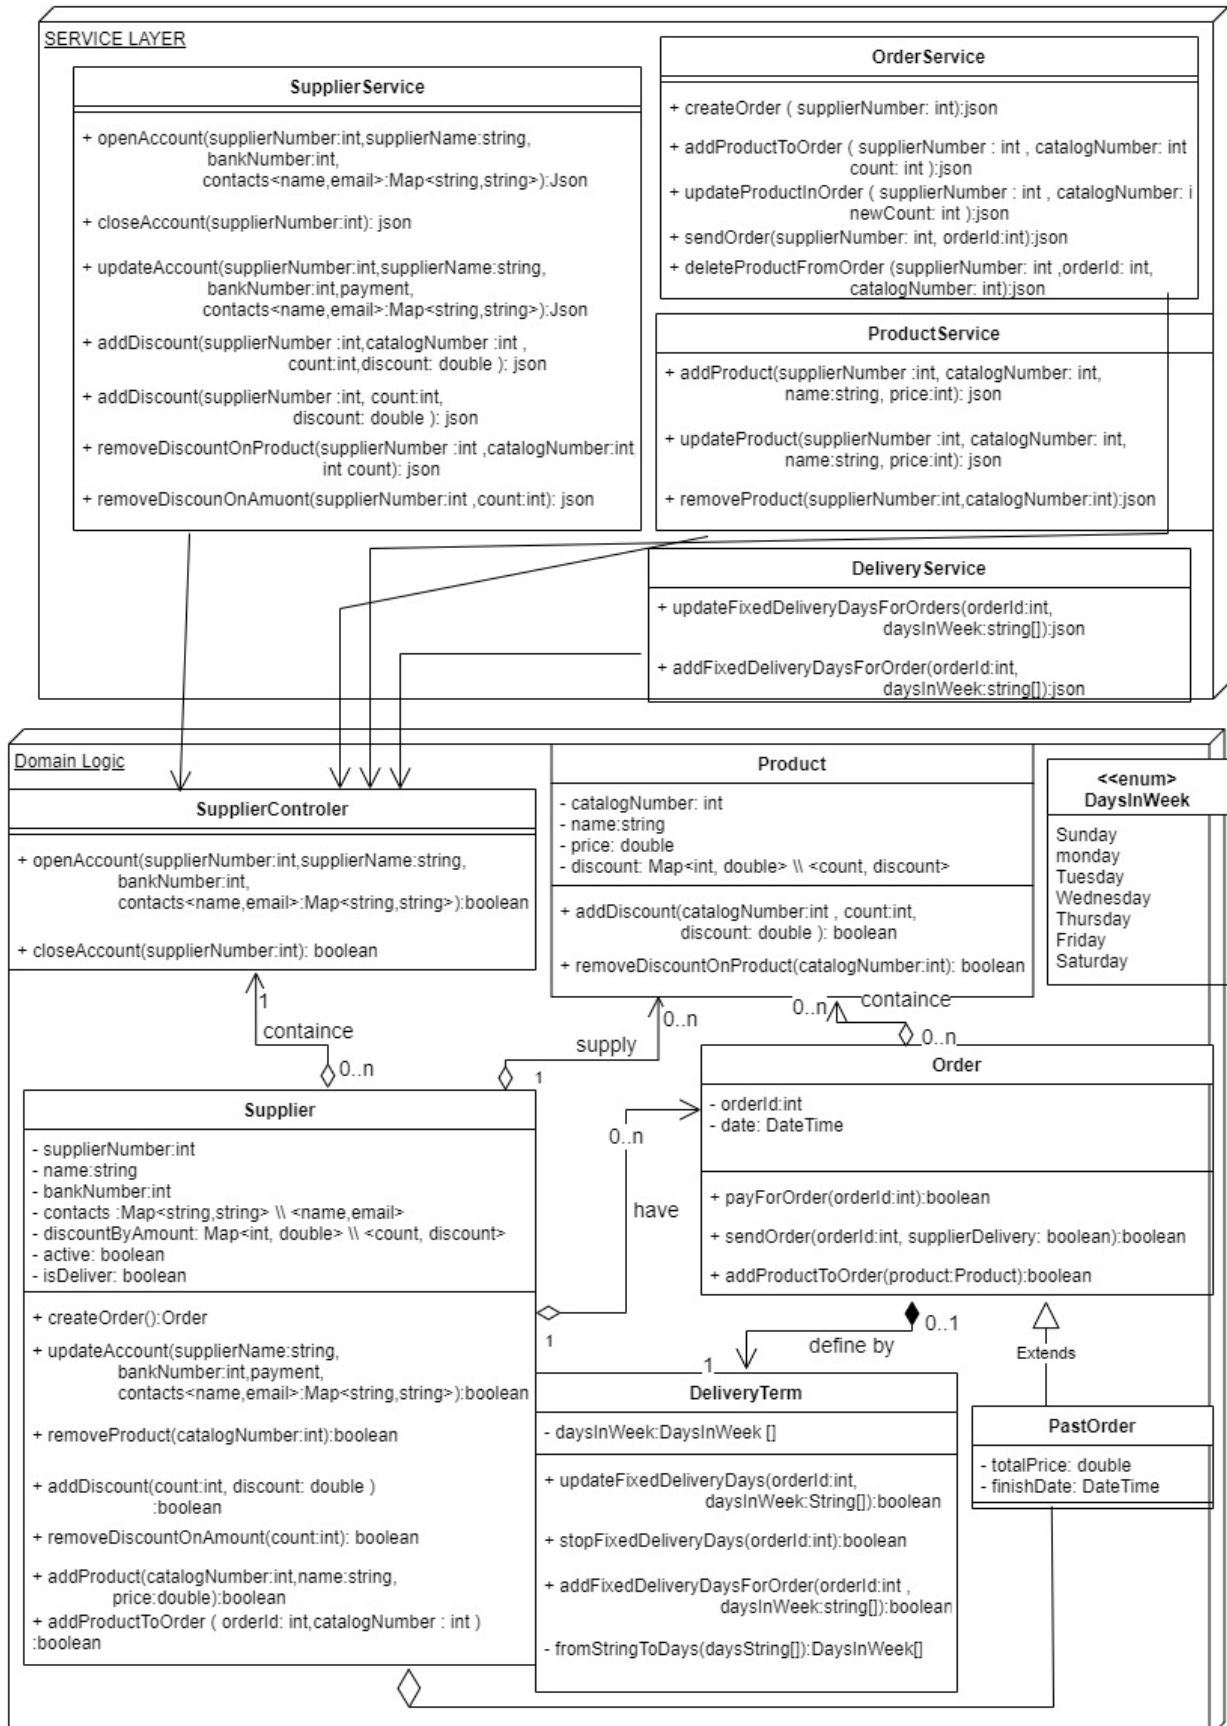 SERVICE LAYER
SupplierService
+ openAccount(supplierNumber:int,supplierName:string,
bankNumber:int,
contacts<name,email>:Map<string,string>):Json
+ closeAccount(supplierNumber:int): json
+ updateAccount(supplierNumber:int,supplierName:string,
bankNumber:int,payment,
contacts<name,email>:Map<string,string>):Json
+ addDiscount(supplierNumber :int,catalogNumber :int ,
count:int,discount: double ): json
+ addDiscount(supplierNumber :int, count:int,
discount: double ): json
+ removeDiscountOnProduct(supplierNumber :int ,catalogNumber:int
int count): json
+ removeDiscounOnAmuont(supplierNumber:int ,count:int): json
OrderService
+ createOrder ( supplierNumber: int):json
+ addProductToOrder ( supplierNumber : int , catalogNumber: int
count: int ):json
+ updateProductInOrder ( supplierNumber : int , catalogNumber: i
newCount: int ):json
+ sendOrder(supplierNumber: int, orderId:int):json
+ deleteProductFromOrder (supplierNumber: int ,orderId: int,
catalogNumber: int):json
ProductService
+ addProduct(supplierNumber :int, catalogNumber: int,
name:string, price:int): json
+ updateProduct(supplierNumber :int, catalogNumber: int,
name:string, price:int): json
+ removeProduct(supplierNumber:int,catalogNumber:int):json
DeliveryService
+ updateFixedDeliveryDaysForOrders(orderId:int,
daysInWeek:string[]):json
+ addFixedDeliveryDaysForOrder(orderId:int,
daysInWeek:string[]):json
Domain Logic
SupplierControler
+ openAccount(supplierNumber:int,supplierName:string,
bankNumber:int,
contacts<name,email>:Map<string,string>):boolean
+ closeAccount(supplierNumber:int): boolean
Product
- catalogNumber: int
- name:string
- price: double
- discount: Map<int, double> \\ <count, discount>
+ addDiscount(catalogNumber:int , count:int,
discount: double ): boolean
+ removeDiscountOnProduct(catalogNumber:int): boolean
<<enum>
DaysInWeek
Sunday
monday
Tuesday
Wednesday
Thursday
Friday
Saturday
1
containce
0..n
supply
0..n
1
0..n
containce
0..n
Supplier
- supplierNumber:int
- name:string
- bankNumber:int
- contacts :Map<string,string> \\ <name,email>
- discountByAmount: Map<int, double> \\ <count, discount>
- active: boolean
- isDeliver: boolean
+ createOrder():Order
+ updateAccount(supplierName:string,
bankNumber:int,payment,
contacts<name,email>:Map<string,string>):boolean
+ removeProduct(catalogNumber:int):boolean
+ addDiscount(count:int, discount: double )
:boolean
+ removeDiscountOnAmount(count:int): boolean
+ addProduct(catalogNumber:int,name:string,
price:double):boolean
+ addProductToOrder ( orderId: int,catalogNumber : int )
:boolean
0..n
have
1
Order
- orderId:int
- date: DateTime
+ payForOrder(orderId:int):boolean
+ sendOrder(orderId:int, supplierDelivery: boolean):boolean
+ addProductToOrder(product:Product):boolean
0..1
define by
1
Extends
DeliveryTerm
- daysInWeek:DaysInWeek []
+ updateFixedDeliveryDays(orderId:int,
daysInWeek:String[]):boolean
+ stopFixedDeliveryDays(orderId:int):boolean
+ addFixedDeliveryDaysForOrder(orderId:int ,
daysInWeek:string[]):boolean
- fromStringToDays(daysString[]):DaysInWeek[]
PastOrder
- totalPrice: double
- finishDate: DateTime